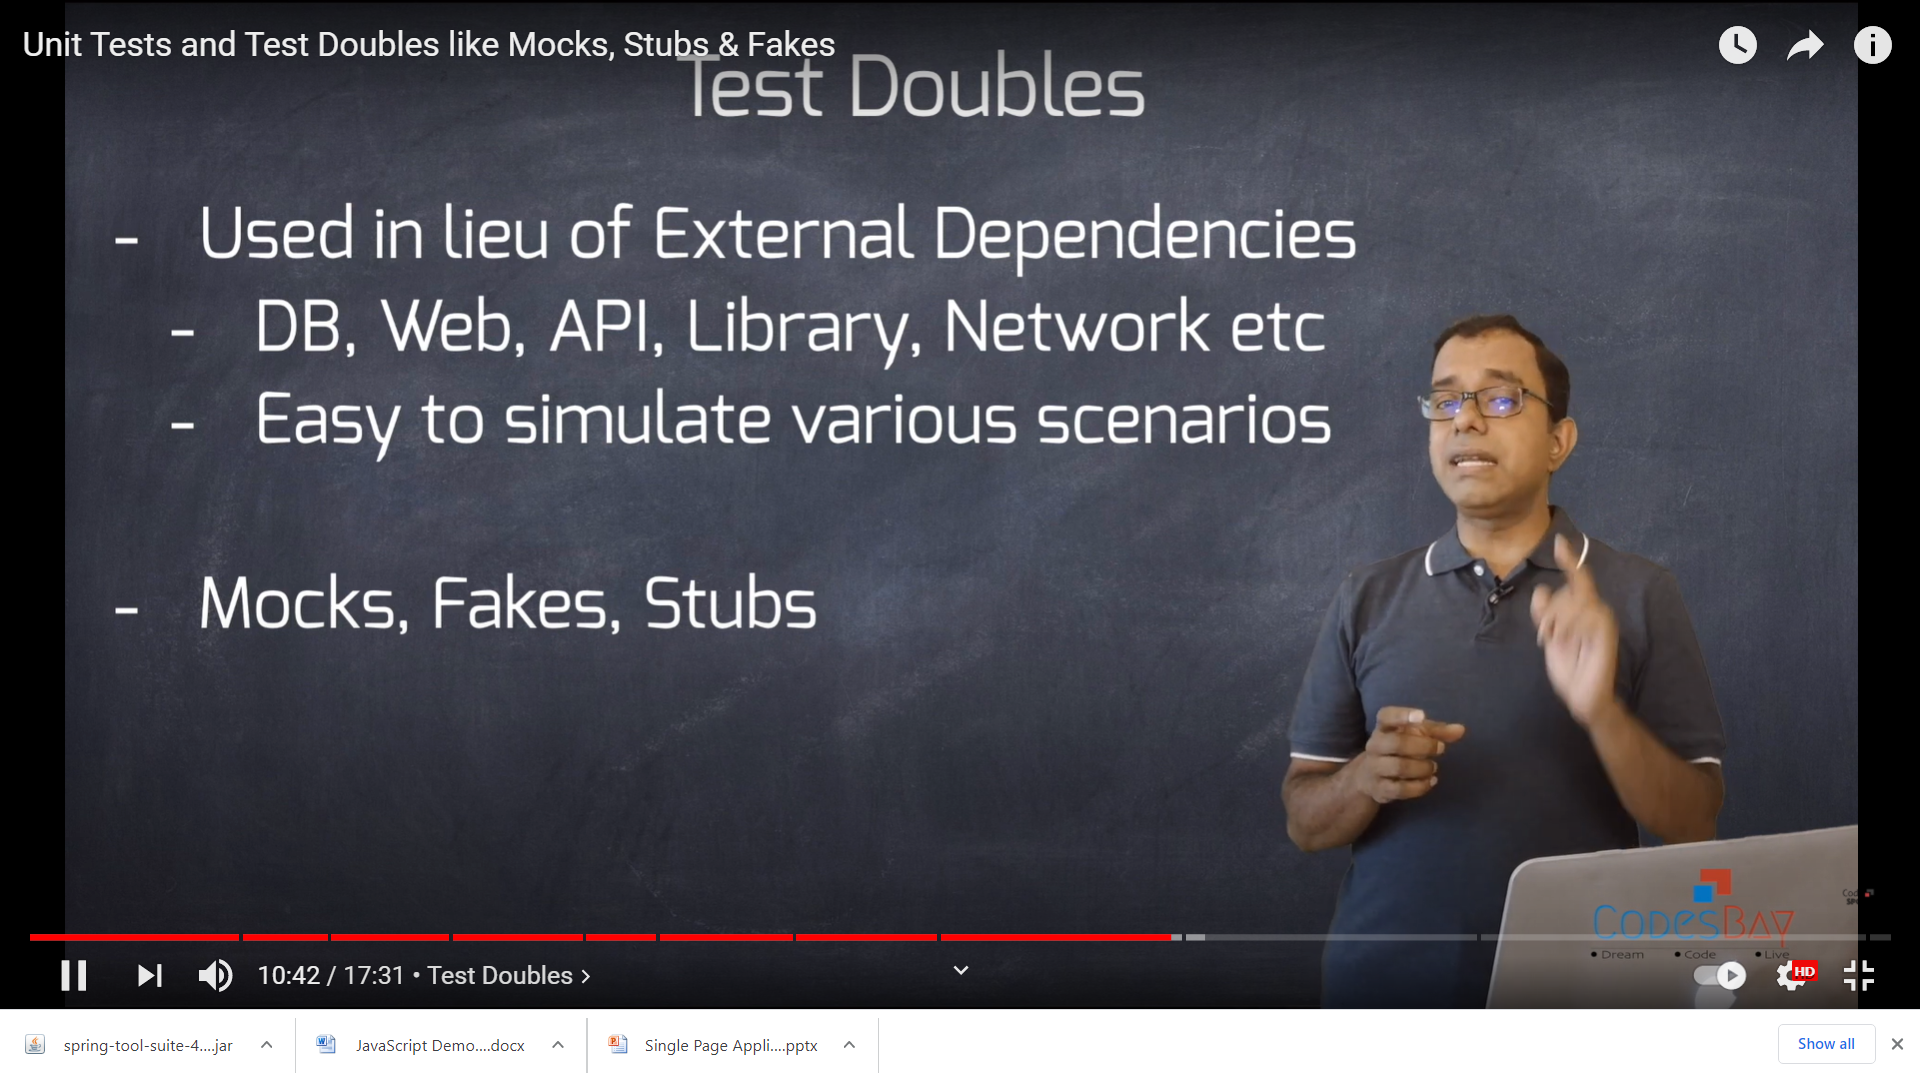 Unit Tests and Test Doubles like Mocks, Stubs & Fakes
Test Doubles
- Used in lieu of External Dependencies
- DB, Web, API, Library, Network etc
- Easy to simulate various scenarios
- Mocks, Fakes, Stubs
CODESBAY
• Dream • Code • Live
10:42 / 17:31 • Test Doubles
HD
spring-tool-suite-4....jar
JavaScript Demo....docx
Single Page Appli....pptx
Show all